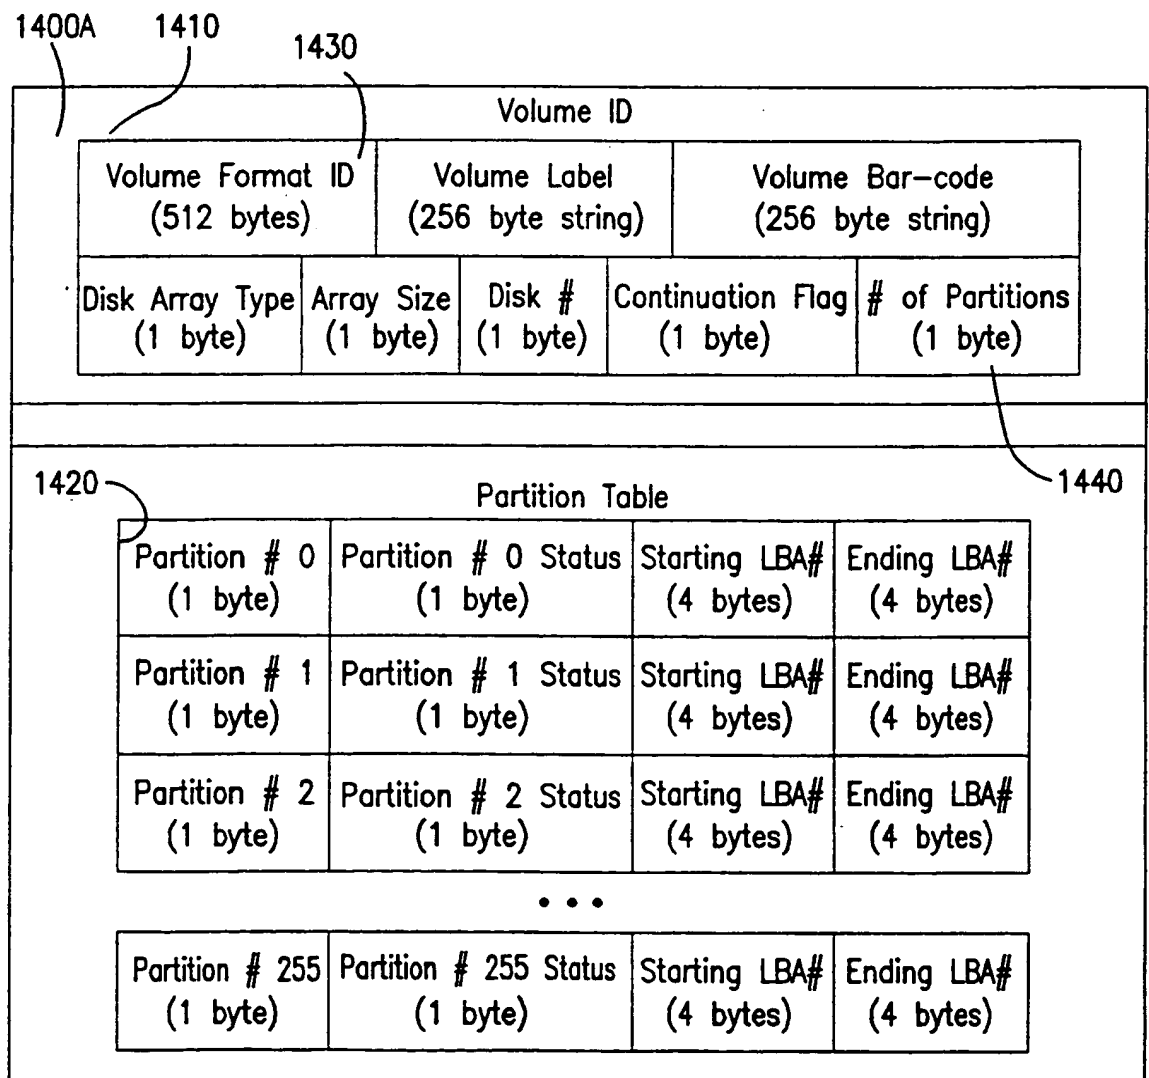 1400A 1410 1430
Volume ID
Volume Format ID
(512 bytes)
Volume Label
(256 byte string)
Volume Bar-code
(256 byte string)
Disk Array Type
(1 byte)
Array Size
(1 byte)
Disk #
(1 byte)
Continuation Flag
(1 byte)
# of Partitions
(1 byte)
1420
1440
Partition Table
Partition # 0
(1 byte)
Partition # 0 Status
(1 byte)
Starting LBA#
(4 bytes)
Ending LBA#
(4 bytes)
Partition # 1
(1 byte)
Partition # 1 Status
(1 byte)
Starting LBA#
(4 bytes)
Ending LBA#
(4 bytes)
Partition # 2
(1 byte)
Partition # 2 Status
(1 byte)
Starting LBA#
(4 bytes)
Ending LBA#
(4 bytes)
•••
Partition # 255
(1 byte)
Partition # 255 Status
(1 byte)
Starting LBA#
(4 bytes)
Ending LBA#
(4 bytes)